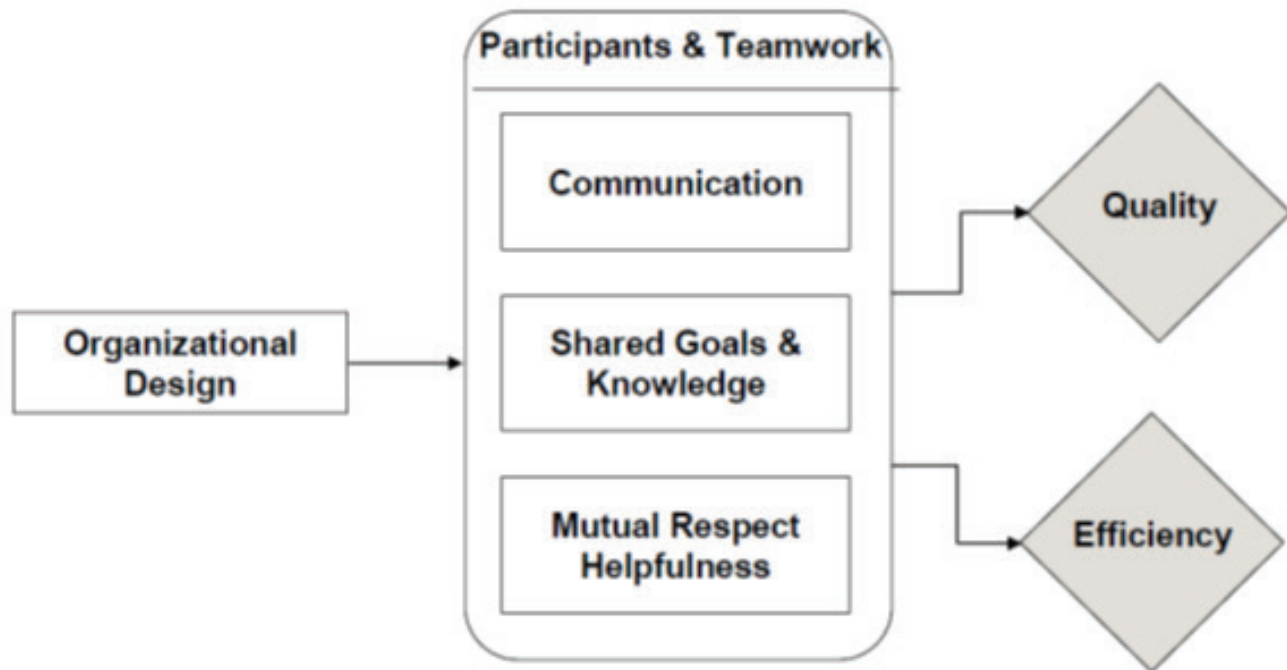 Participants & Teamwork
Communication
Quality
Organizational
Design
Shared Goals &
Knowledge
Mutual Respect
Helpfulness
Efficiency